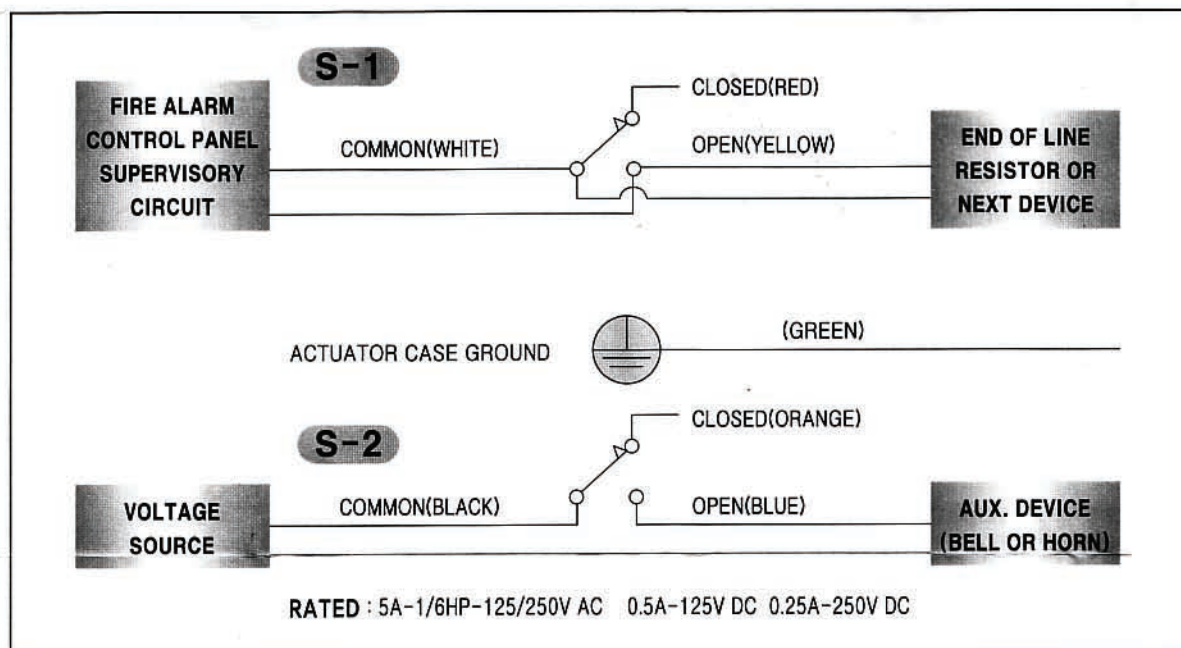 S-1
FIRE ALARM
CONTROL PANEL
SUPERVISORY
CIRCUIT
COMMON(WHITE)
CLOSED(RED)
OPEN(YELLOW)
END OF LINE
RESISTOR OR
NEXT DEVICE
ACTUATOR CASE GROUND
(GREEN)
S-2
VOLTAGE
SOURCE
COMMON(BLACK)
CLOSED(ORANGE)
OPEN(BLUE)
AUX. DEVICE
(BELL OR HORN)
RATED : 5A-1/6HP-125/250V AC 0.5A-125V DC 0.25A-250V DC